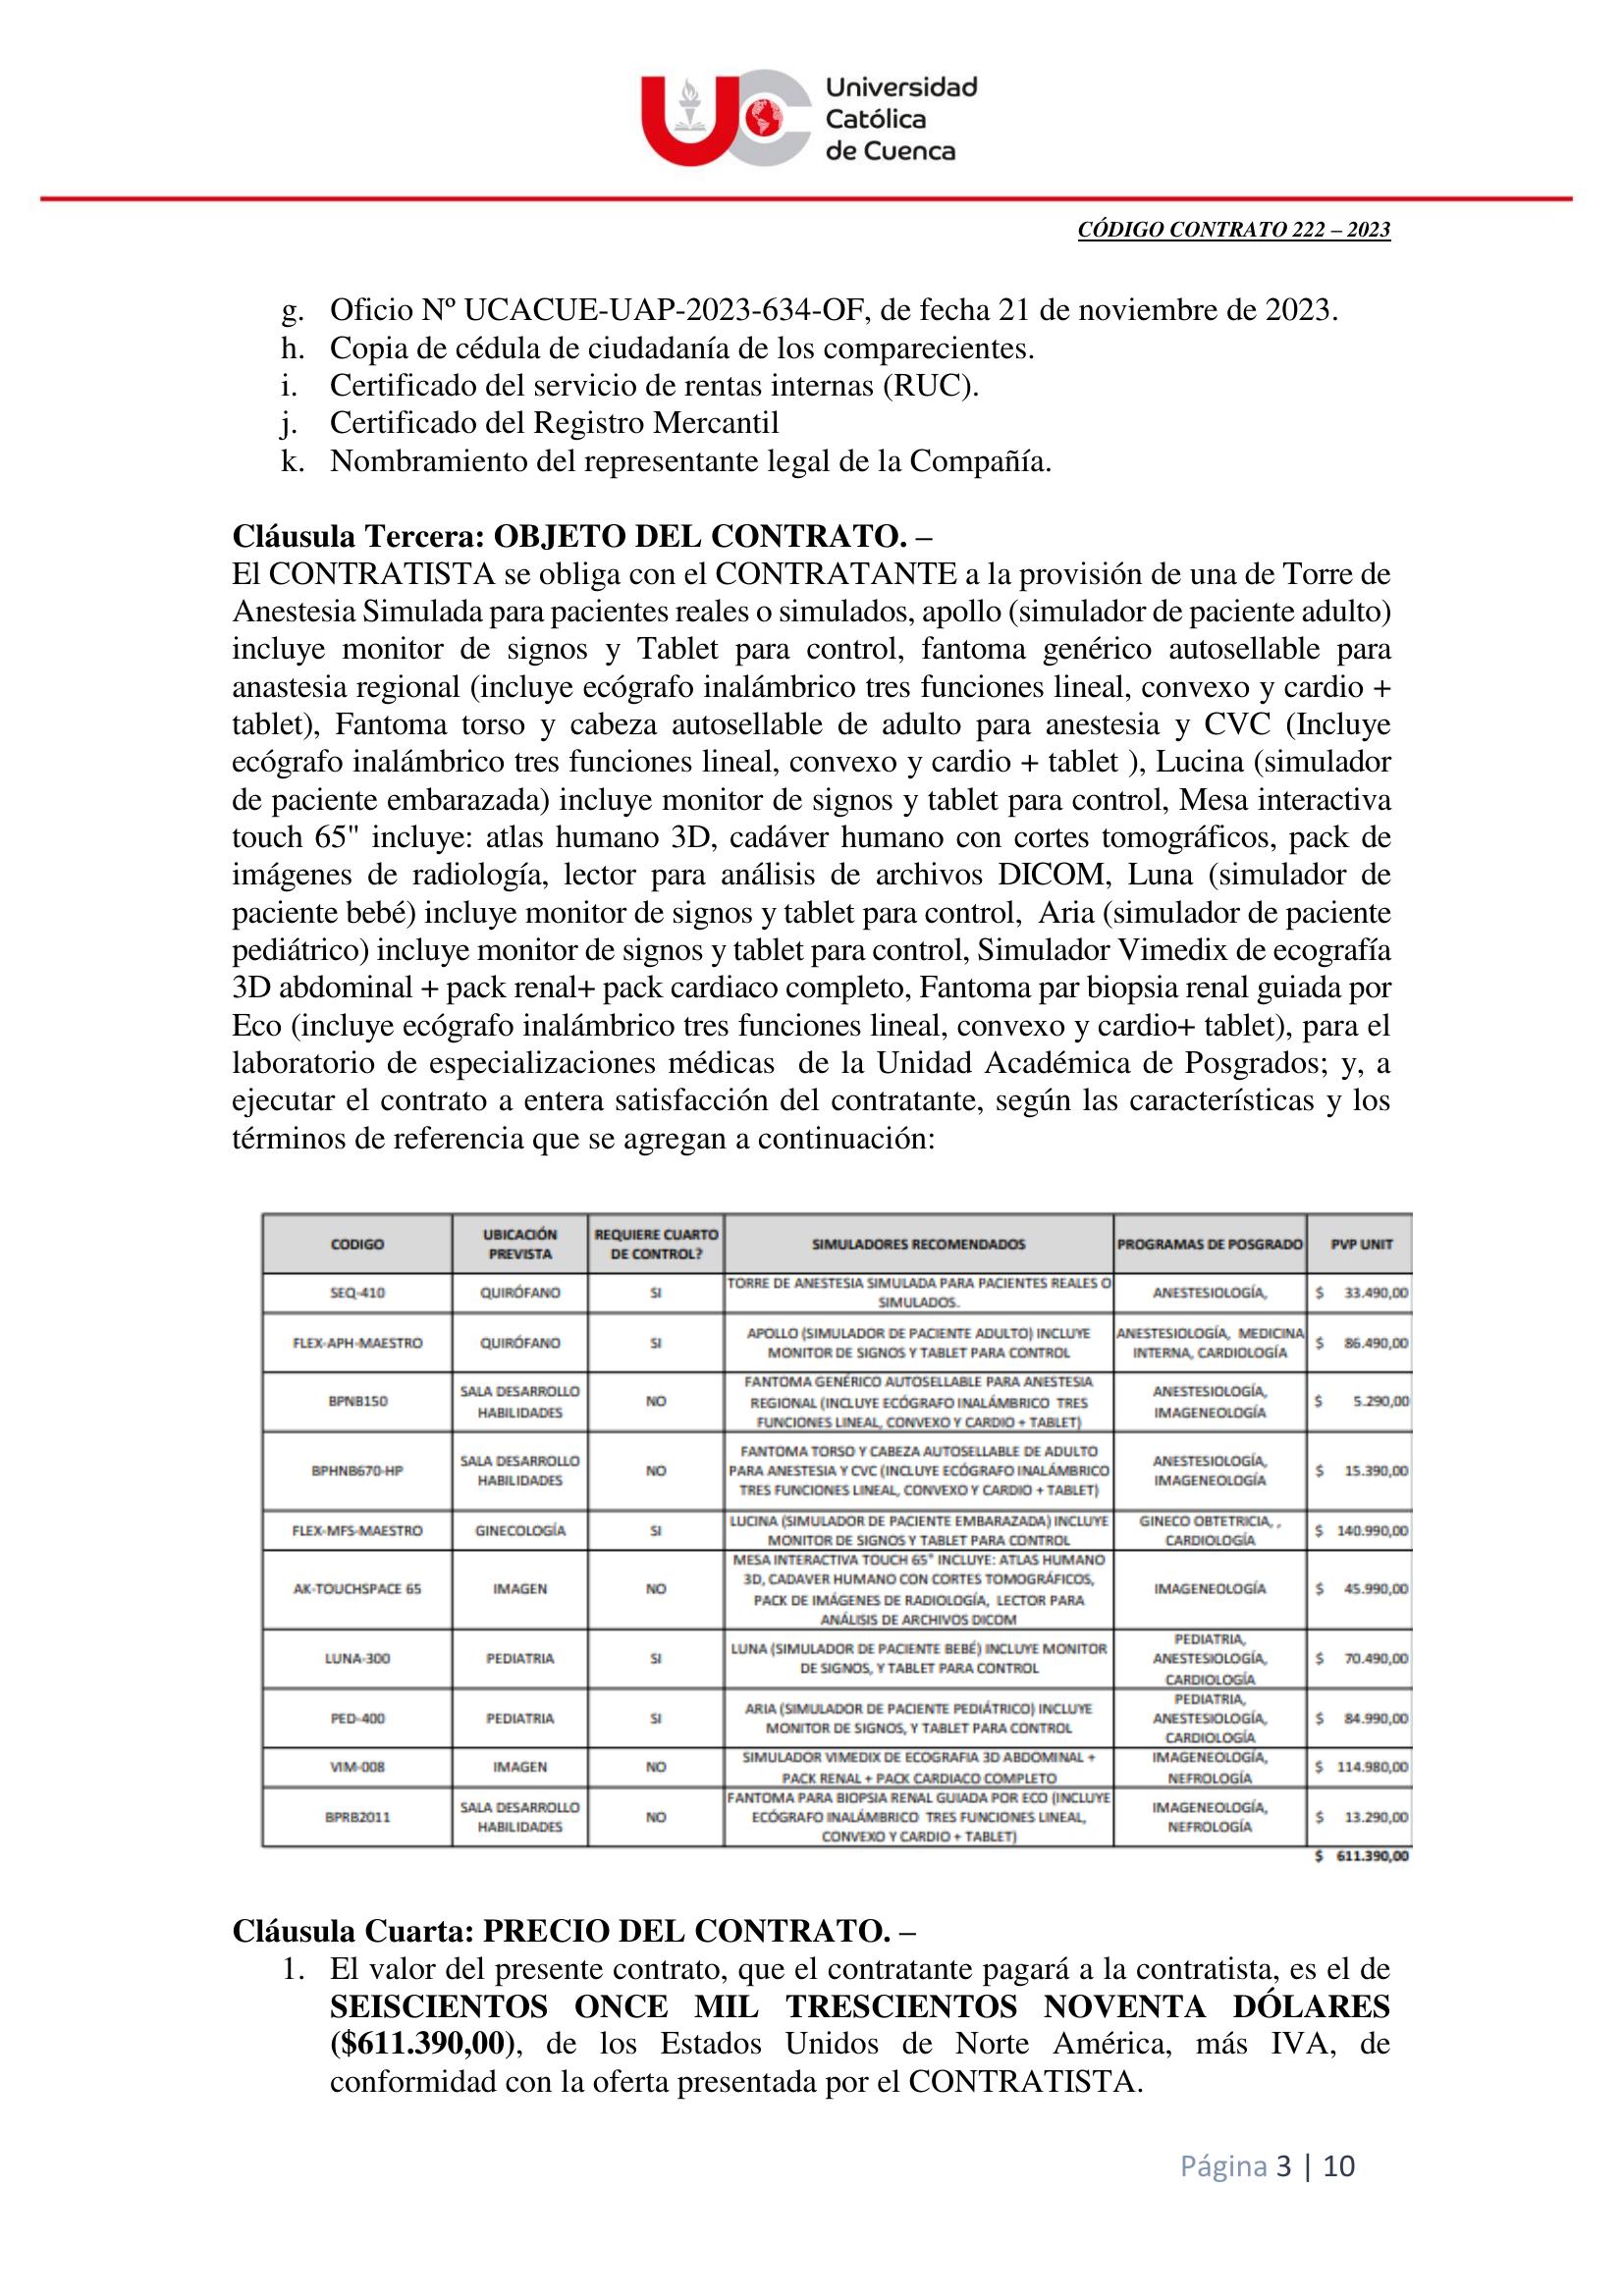 Universidad
Católica
de Cuenca
CÓDIGO CONTRATO 222 – 2023
g. Oficio Nº UCACUE-UAP-2023-634-OF, de fecha 21 de noviembre de 2023.
h. Copia de cédula de ciudadanía de los comparecientes.
i. Certificado del servicio de rentas internas (RUC).
j. Certificado del Registro Mercantil
k. Nombramiento del representante legal de la Compañía.
Cláusula Tercera: OBJETO DEL CONTRATO. –
El CONTRATISTA se obliga con el CONTRATANTE a la provisión de una de Torre de
Anestesia Simulada para pacientes reales o simulados, apollo (simulador de paciente adulto)
incluye monitor de signos y Tablet para control, fantoma genérico autosellable para
anastesia regional (incluye ecógrafo inalámbrico tres funciones lineal, convexo y cardio +
tablet), Fantoma torso y cabeza autosellable de adulto para anestesia y CVC (Incluye
ecógrafo inalámbrico tres funciones lineal, convexo y cardio + tablet ), Lucina (simulador
de paciente embarazada) incluye monitor de signos y tablet para control, Mesa interactiva
touch 65" incluye: atlas humano 3D, cadáver humano con cortes tomográficos, pack de
imágenes de radiología, lector para análisis de archivos DICOM, Luna (simulador de
paciente bebé) incluye monitor de signos y tablet para control, Aria (simulador de paciente
pediátrico) incluye monitor de signos y tablet para control, Simulador Vimedix de ecografía
3D abdominal + pack renal+ pack cardiaco completo, Fantoma par biopsia renal guiada por
Eco (incluye ecógrafo inalámbrico tres funciones lineal, convexo y cardio+ tablet), para el
laboratorio de especializaciones médicas de la Unidad Académica de Posgrados; y, a
ejecutar el contrato a entera satisfacción del contratante, según las características y los
términos de referencia que se agregan a continuación:
CODIGO
UBICACIÓN
PREVISTA
REQUIERE CUARTO
DE CONTROL?
SIMULADORES RECOMENDADOS
PROGRAMAS DE POSGRADO
PVP UNIT
SEQ-410
QUIRÓFANO
SI
TORRE DE ANESTESIA SIMULADA PARA PACIENTES REALES O
SIMULADOS.
ANESTESIOLOGÍA,
$ 33.490,00
FLEX-APH-MAESTRO
QUIRÓFANO
SI
APOLLO (SIMULADOR DE PACIENTE ADULTO) INCLUYE
MONITOR DE SIGNOS Y TABLET PARA CONTROL
ANESTESIOLOGÍA, MEDICINA
INTERNA, CARDIOLOGÍA
$ 86.490,00
BPNB150
SALA DESARROLLO
HABILIDADES
NO
FANTOMA GENÉRICO AUTOSELLABLE PARA ANESTESIA
REGIONAL (INCLUYE ECÓGRAFO INALÁMBRICO TRES
FUNCIONES LINEAL, CONVEXO Y CARDIO + TABLET)
ANESTESIOLOGÍA,
IMAGENEOLOGÍA
$ 5.290,00
BPHNB670-HP
SALA DESARROLLO
HABILIDADES
NO
FANTOMA TORSO Y CABEZA AUTOSELLABLE DE ADULTO
PARA ANESTESIA Y CVC (INCLUYE ECÓGRAFO INALÁMBRICO
TRES FUNCIONES LINEAL, CONVEXO Y CARDIO + TABLET)
ANESTESIOLOGÍA,
IMAGENEOLOGÍA
$ 15.390,00
FLEX-MFS-MAESTRO
GINECOLOGÍA
SI
LUCINA (SIMULADOR DE PACIENTE EMBARAZADA) INCLUYE
MONITOR DE SIGNOS Y TABLET PARA CONTROL
GINECO OBTETRICIA, ,
CARDIOLOGÍA
$ 140.990,00
AK-TOUCHSPACE 65
IMAGEN
NO
MESA INTERACTIVA TOUCH 65" INCLUYE: ATLAS HUMANO
3D, CADAVER HUMANO CON CORTES TOMOGRÁFICOS,
PACK DE IMÁGENES DE RADIOLOGÍA, LECTOR PARA
ANÁLISIS DE ARCHIVOS DICOM
IMAGENEOLOGÍA
$ 45.990,00
LUNA-300
PEDIATRIA
SI
LUNA (SIMULADOR DE PACIENTE BEBÉ) INCLUYE MONITOR
DE SIGNOS, Y TABLET PARA CONTROL
PEDIATRIA,
ANESTESIOLOGÍA,
CARDIOLOGÍA
$ 70.490,00
PED-400
PEDIATRIA
SI
ARIA (SIMULADOR DE PACIENTE PEDIÁTRICO) INCLUYE
MONITOR DE SIGNOS, Y TABLET PARA CONTROL
PEDIATRIA,
ANESTESIOLOGÍA,
CARDIOLOGÍA
$ 84.990,00
VIM-008
IMAGEN
NO
SIMULADOR VIMEDIX DE ECOGRAFIA 3D ABDOMINAL +
PACK RENAL + PACK CARDIACO COMPLETO
IMAGENEOLOGÍA,
NEFROLOGÍA
$ 114.980,00
BPRB2011
SALA DESARROLLO
HABILIDADES
NO
FANTOMA PARA BIOPSIA RENAL GUIADA POR ECO (INCLUYE
ECÓGRAFO INALÁMBRICO TRES FUNCIONES LINEAL,
CONVEXO Y CARDIO + TABLET)
IMAGENEOLOGÍA,
NEFROLOGÍA
$ 13.290,00
$ 611.390,00
Cláusula Cuarta: PRECIO DEL CONTRATO. –
1. El valor del presente contrato, que el contratante pagará a la contratista, es el de
SEISCIENTOS ONCE MIL TRESCIENTOS NOVENTA DÓLARES
($611.390,00), de los Estados Unidos de Norte América, más IVA, de
conformidad con la oferta presentada por el CONTRATISTA.
Página 3 | 10